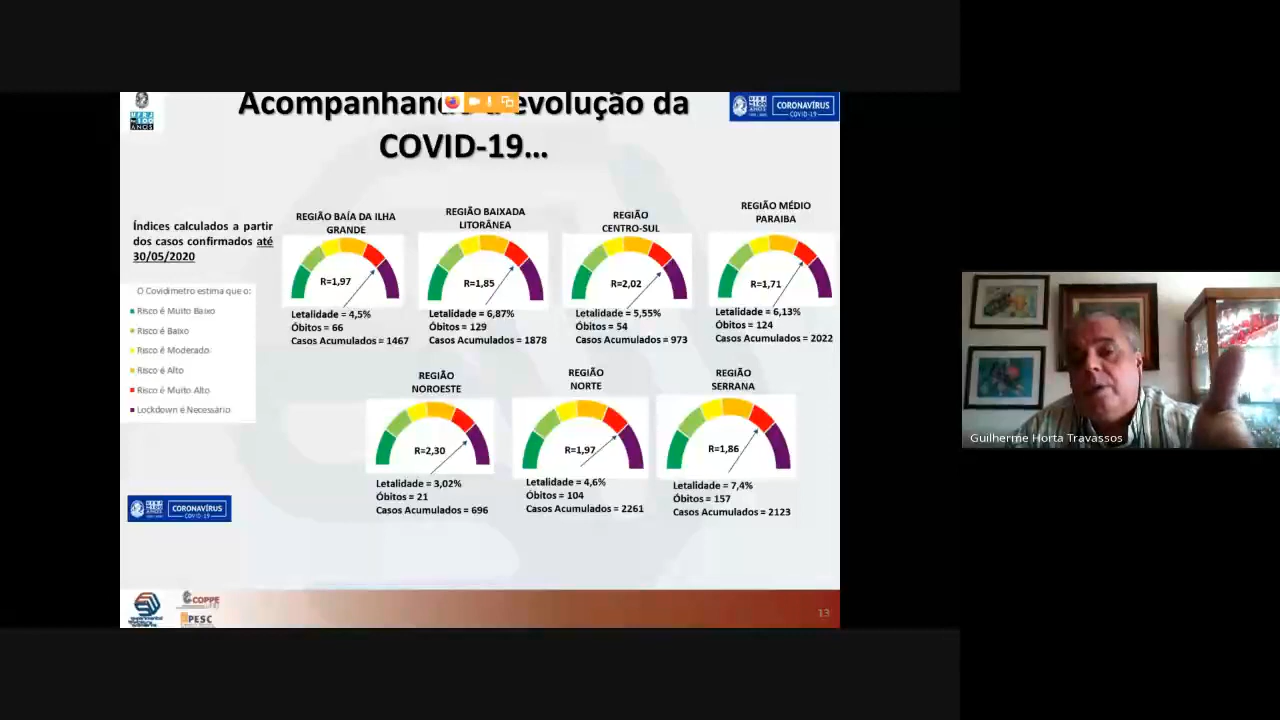 Acompanhando a evolução da
COVID-19...
CORONAVÍRUS
COVID-19
UFRJ
100
ANOS
Índices calculados a partir
dos casos confirmados até
30/05/2020
O Covidímetro estima que o:
Risco é Muito Baixo
Risco é Baixo
Risco é Moderado
Risco é Alto
Risco é Muito Alto
Lockdown é Necessário
REGIÃO BAÍA DA ILHA
GRANDE
R=1,97
Letalidade = 4,5%
Óbitos = 66
Casos Acumulados = 1467
REGIÃO BAIXADA
LITORÂNEA
R=1,85
Letalidade = 6,87%
Óbitos = 129
Casos Acumulados = 1878
REGIÃO
CENTRO-SUL
R=2,02
Letalidade = 5,55%
Óbitos = 54
Casos Acumulados = 973
REGIÃO MÉDIO
PARAIBA
R=1,71
Letalidade = 6,13%
Óbitos = 124
Casos Acumulados = 2022
REGIÃO
NOROESTE
R=2,30
Letalidade = 3,02%
Óbitos = 21
Casos Acumulados = 696
REGIÃO
NORTE
R=1,97
Letalidade = 4,6%
Óbitos = 104
Casos Acumulados = 2261
REGIÃO
SERRANA
R=1,86
Letalidade = 7,4%
Óbitos = 157
Casos Acumulados = 2123
CORONAVÍRUS
COVID-19
COPPE
PESC
13
Guilherme Horta Travassos